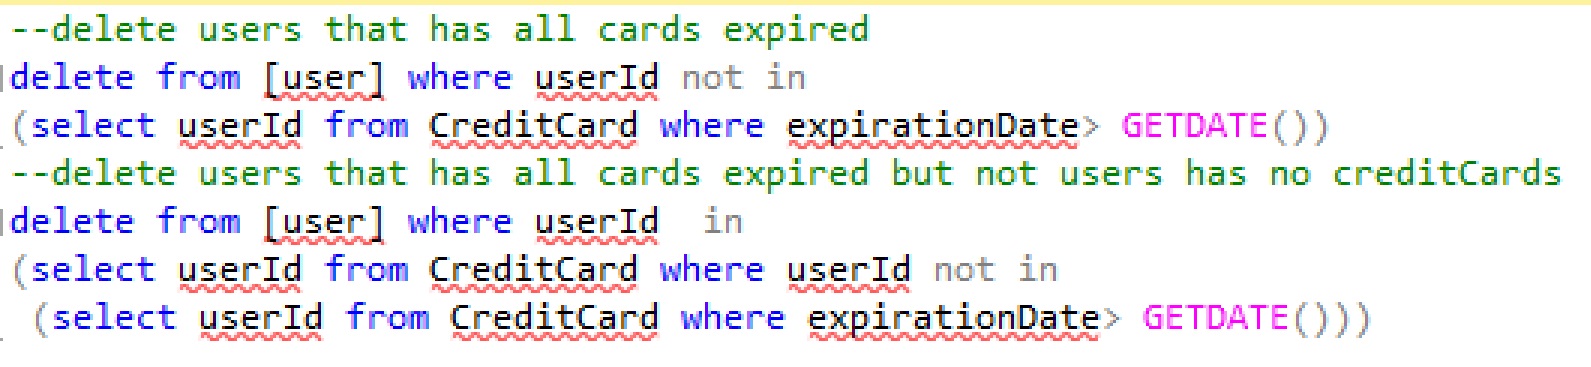 --delete users that has all cards expired
delete from [user] where userId not in
(select userId from CreditCard where expirationDate> GETDATE())
--delete users that has all cards expired but not users has no creditCards
delete from [user] where userId  in
(select userId from CreditCard where userId not in
 (select userId from CreditCard where expirationDate> GETDATE()))